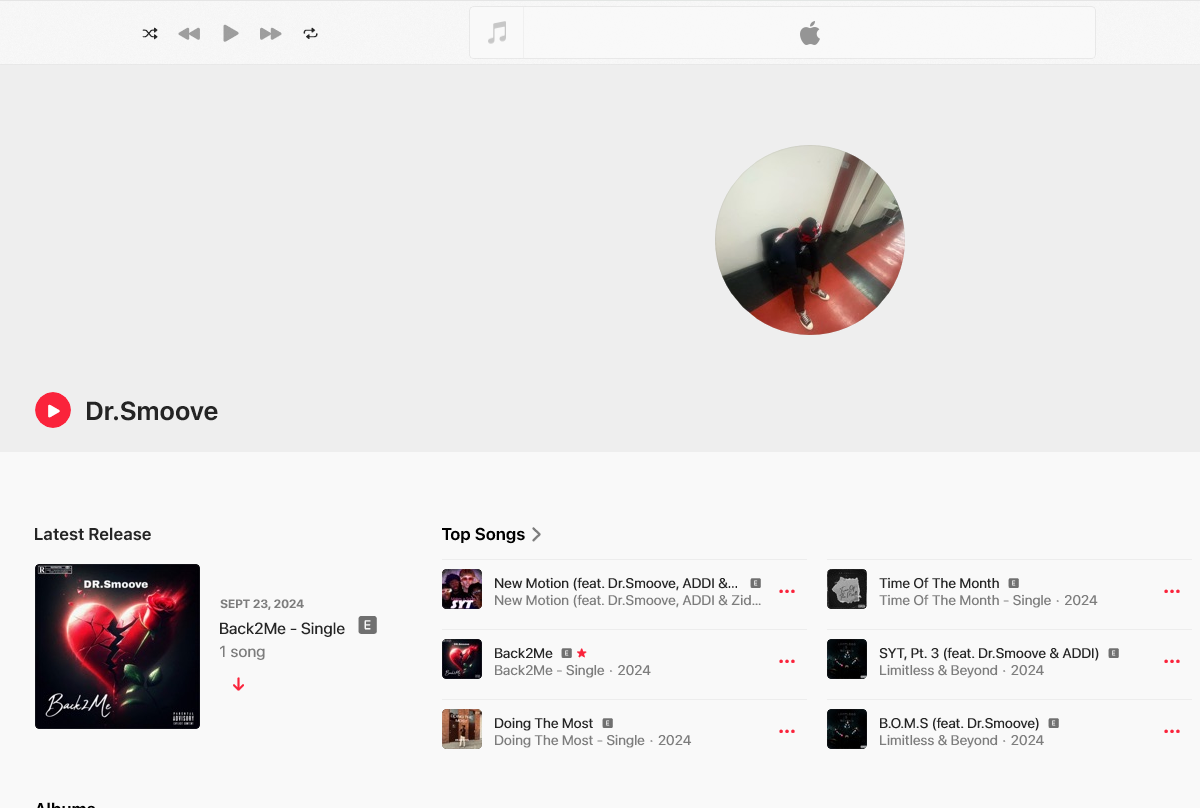 Dr.Smoove
Latest Release
DR.Smoove
Back2Me
PARENTAL
ADVISORY
EXPLICIT CONTENT
SEPT 23, 2024
Back2Me - Single E
1 song
Top Songs
SYT
New Motion (feat. Dr.Smoove, ADDI &... E
New Motion (feat. Dr.Smoove, ADDI & Zid...
Back2Me E
Back2Me - Single · 2024
Doing The Most E
Doing The Most - Single · 2024
Time Of The Month E
Time Of The Month - Single · 2024
SYT, Pt. 3 (feat. Dr.Smoove & ADDI) E
Limitless & Beyond · 2024
B.O.M.S (feat. Dr.Smoove) E
Limitless & Beyond · 2024
Albums